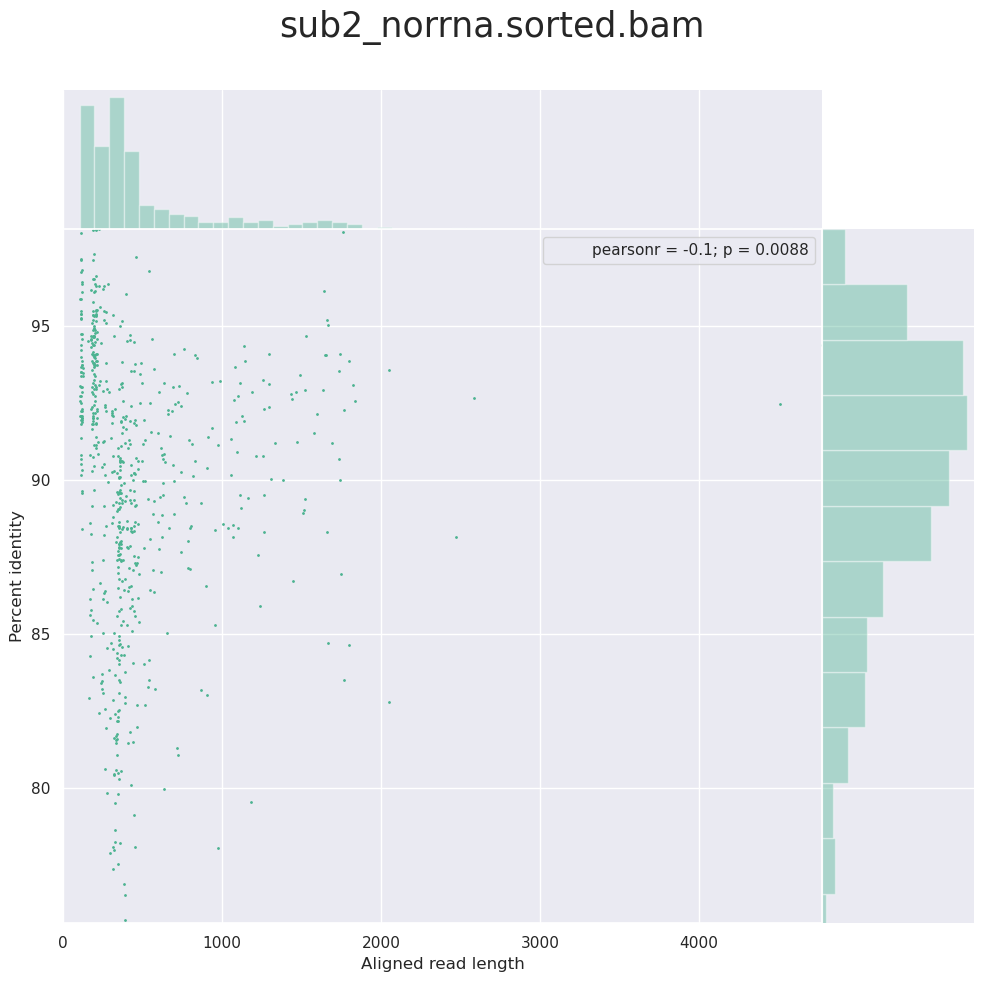 sub2_norrna.sorted.bam
pearsonr = -0.1; p = 0.0088
95
90
85
80
Percent identity
0 1000 2000 3000 4000
Aligned read length